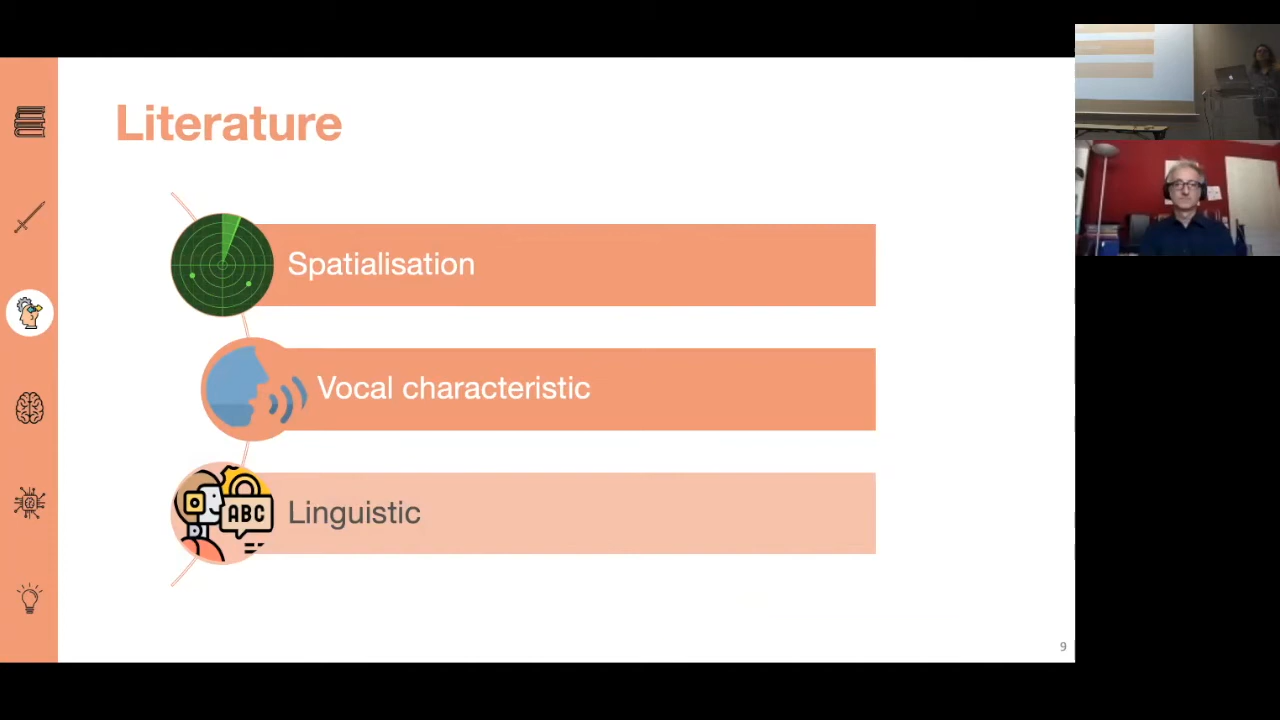 Literature
Spatialisation
Vocal characteristic
ABC
Linguistic
9